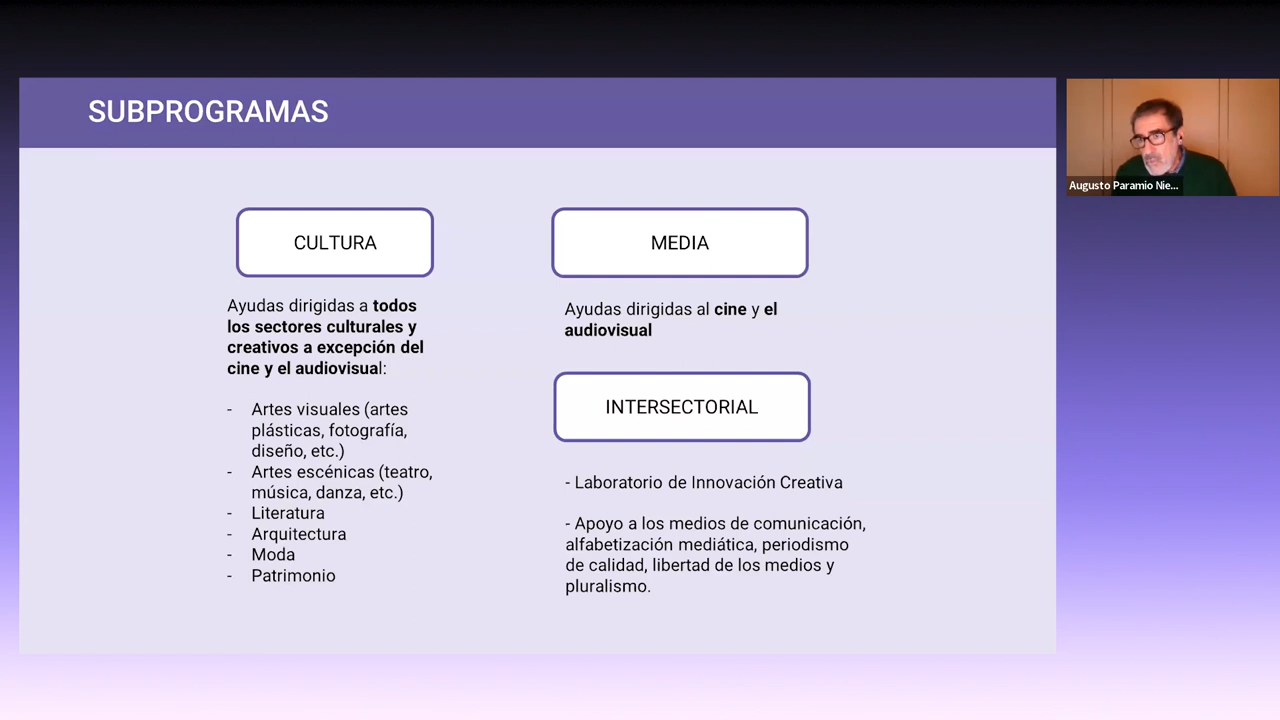 SUBPROGRAMAS
CULTURA
Ayudas dirigidas a todos
los sectores culturales y
creativos a excepción del
cine y el audiovisual:
- Artes visuales (artes
plásticas, fotografía,
diseño, etc.)
- Artes escénicas (teatro,
música, danza, etc.)
- Literatura
- Arquitectura
- Moda
- Patrimonio
MEDIA
Ayudas dirigidas al cine y el
audiovisual
INTERSECTORIAL
- Laboratorio de Innovación Creativa
- Apoyo a los medios de comunicación,
alfabetización mediática, periodismo
de calidad, libertad de los medios y
pluralismo.
Augusto Paramio Nie...